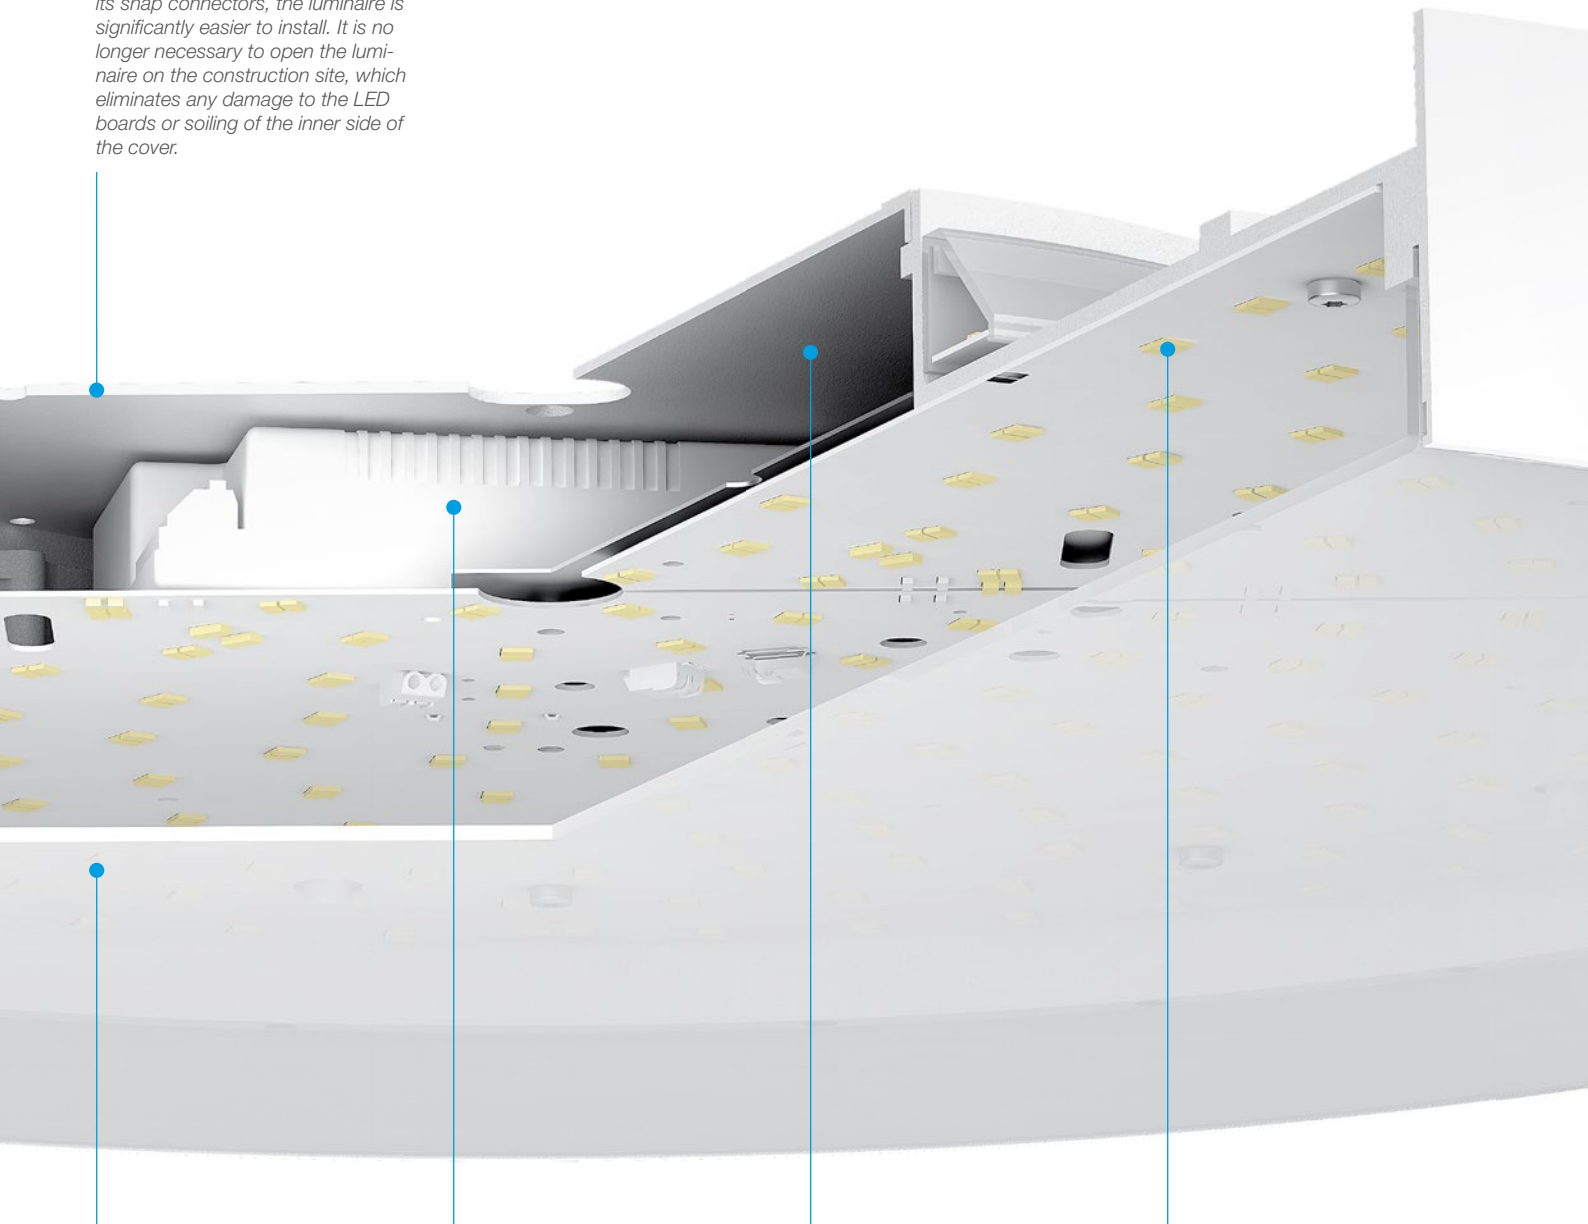 its snap connectors, the luminaire is
significantly easier to install. It is no
longer necessary to open the lumi-
naire on the construction site, which
eliminates any damage to the LED
boards or soiling of the inner side of
the cover.